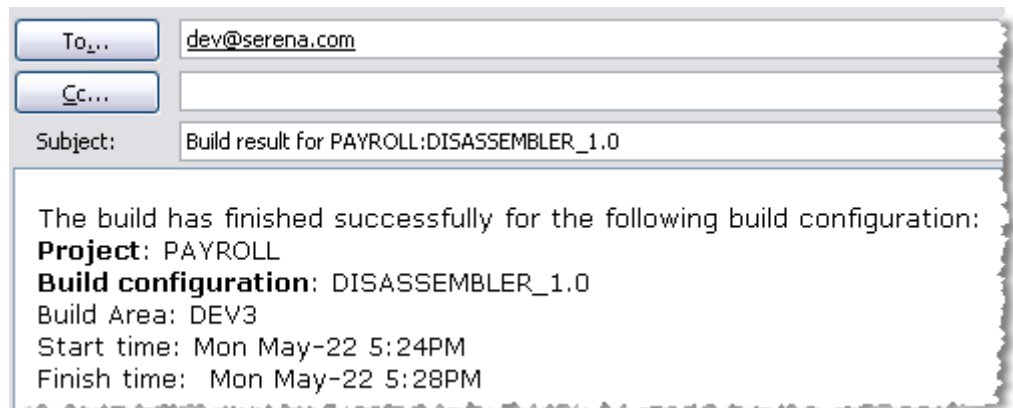 To... dev@serena.com
Cc...
Subject: Build result for PAYROLL:DISASSEMBLER_1.0
The build has finished successfully for the following build configuration:
Project: PAYROLL
Build configuration: DISASSEMBLER_1.0
Build Area: DEV3
Start time: Mon May-22 5:24PM
Finish time: Mon May-22 5:28PM